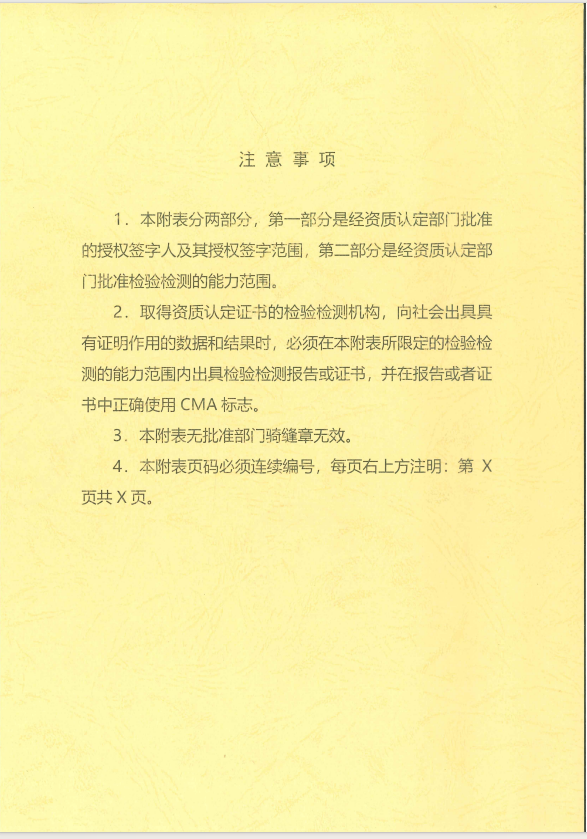 注 意 事 项
1．本附表分两部分，第一部分是经资质认定部门批准
的授权签字人及其授权签字范围，第二部分是经资质认定部
门批准检验检测的能力范围。
2．取得资质认定证书的检验检测机构，向社会出具具
有证明作用的数据和结果时，必须在本附表所限定的检验检
测的能力范围内出具检验检测报告或证书，并在报告或者证
书中正确使用 CMA 标志。
3．本附表无批准部门骑缝章无效。
4．本附表页码必须连续编号，每页右上方注明：第 X
页共 X 页。